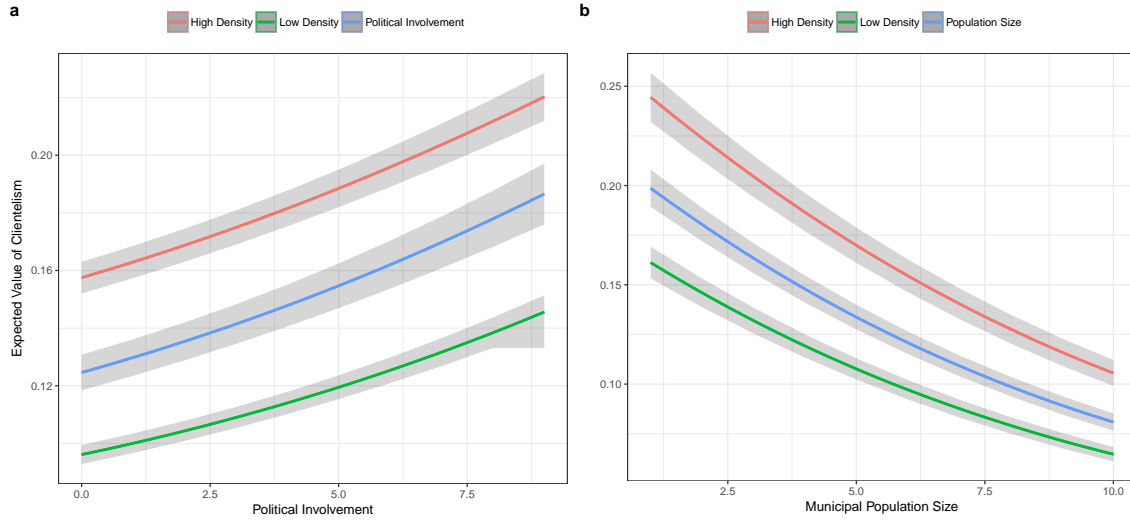 a
High Density Low Density Political Involvement
Expected Value of Clientelism
0.20
0.16
0.12
0.0 2.5 5.0 7.5
Political Involvement
b
High Density Low Density Population Size
0.25
0.20
0.15
0.10
2.5 5.0 7.5 10.0
Municipal Population Size